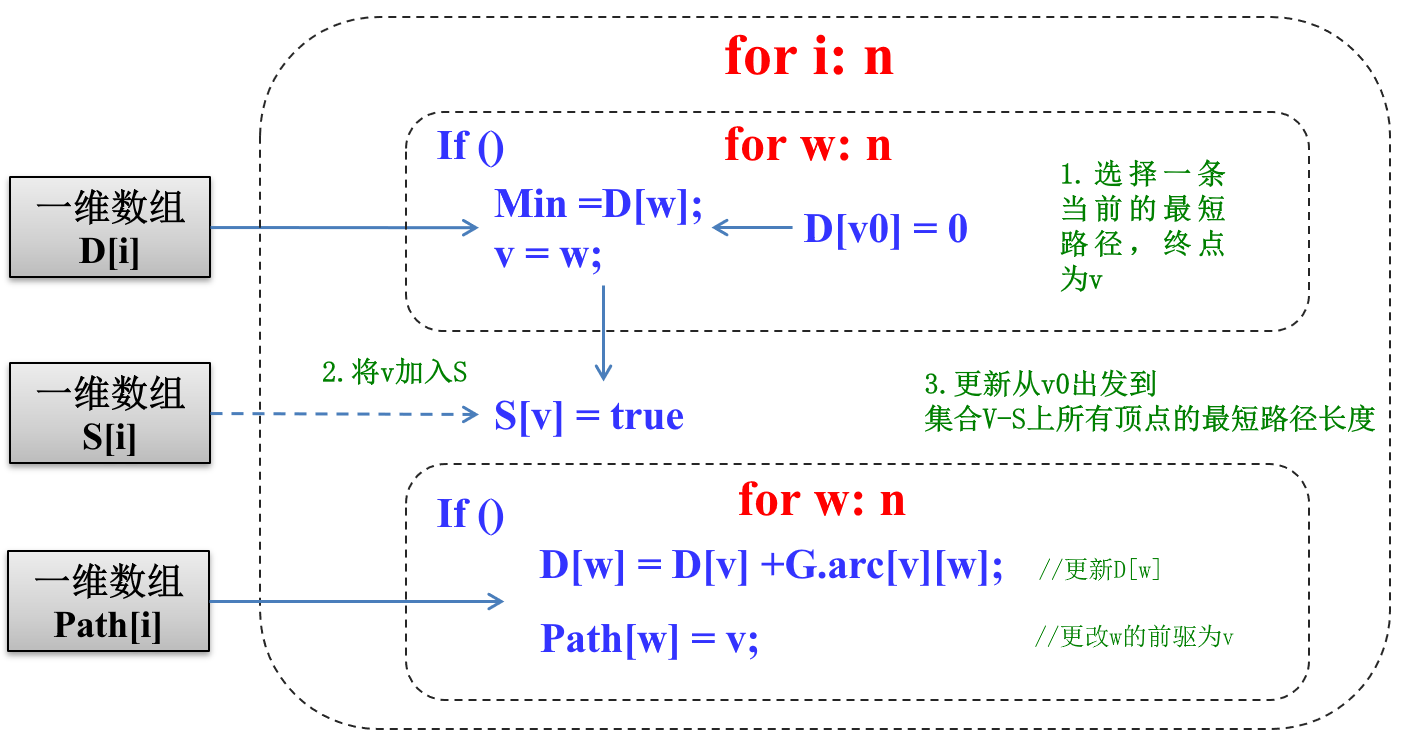 for i: n
If ()
for w: n
一维数组
D[i]
Min =D[w];
v = w;
D[v0] = 0
1. 选择一条
当前的最短
路径，终点
为v
2.将v加入S
一维数组
S[i]
S[v] = true
3.更新从v0出发到
集合V-S上所有顶点的最短路径长度
If ()
for w: n
一维数组
Path[i]
D[w] = D[v] +G.arc[v][w];
//更新D[w]
Path[w] = v;
//更改w的前驱为v